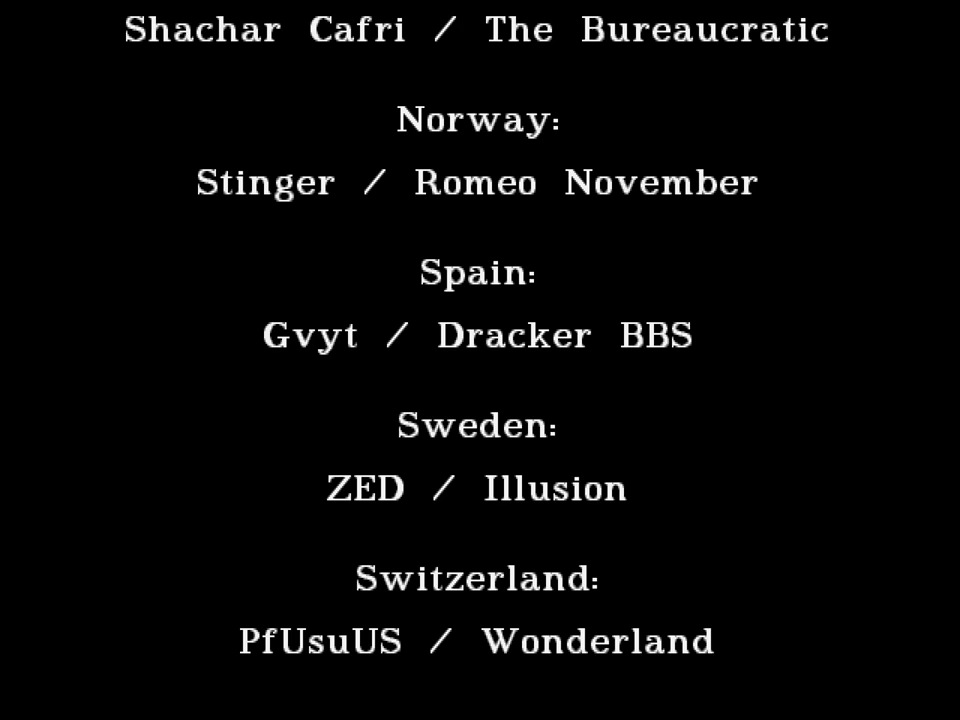 Shachar Cafri / The Bureaucratic
Norway:
Stinger / Romeo November
Spain:
Gvyt / Dracker BBS
Sweden:
ZED / Illusion
Switzerland:
PfUsuUS / Wonderland